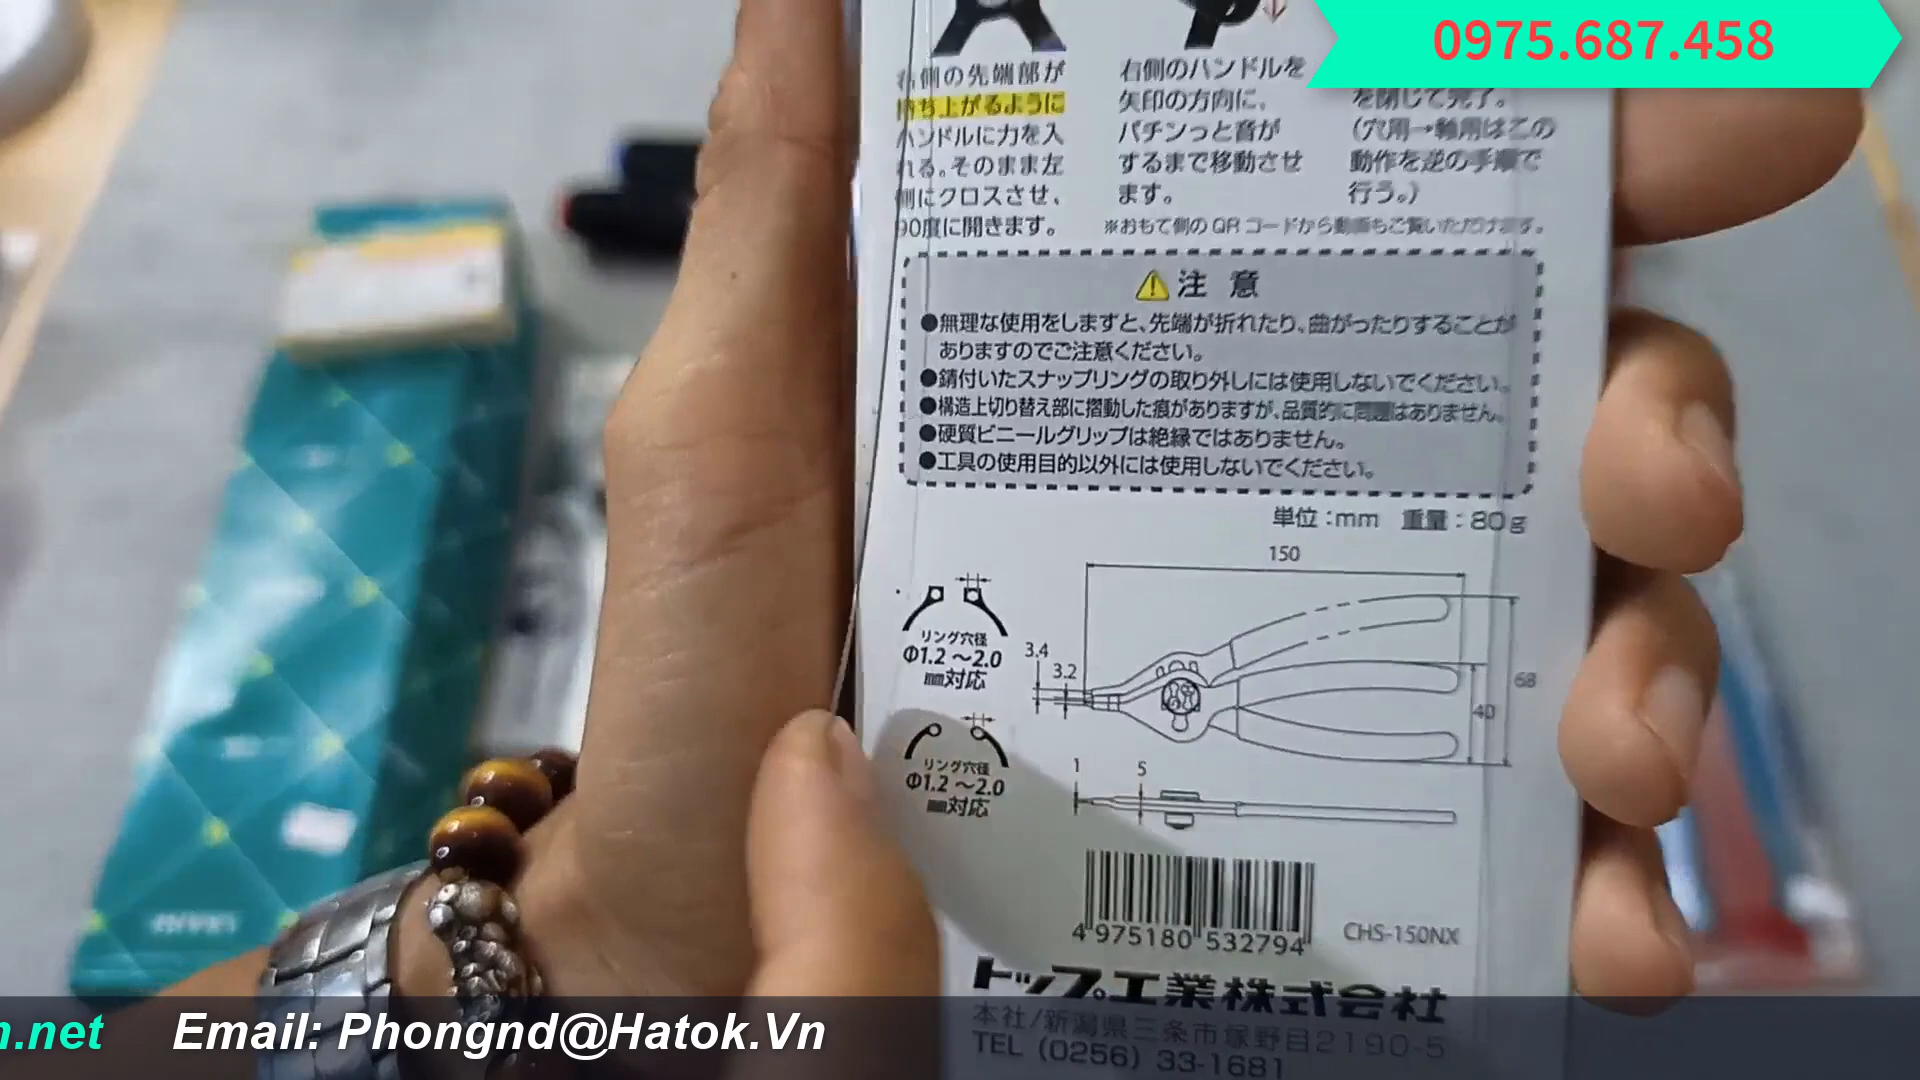 0975.687.458
右側の先端部が
持ち上がるように
ハンドルに力を入
れる。そのまま左
側にクロスさせ、
90度に開きます。
右側のハンドルを
矢印の方向に、
パチンっと音が
するまで移動させ
ます。
を閉じて完了。
(穴用→軸用はこの
動作を逆の手順で
行う。)
※おもて側のQRコードから動画もご覧いただけます。
注意
●無理な使用をしますと、先端が折れたり、曲がったりすることが
ありますのでご注意ください。
●錆付いたスナップリングの取り外しには使用しないでください。
●構造上切り替え部に摺動した痕がありますが、品質的に問題はありません。
●硬質ビニールグリップは絶縁ではありません。
●工具の使用目的以外には使用しないでください。
単位:mm 重量:80g
150
リング穴径
Φ1.2～2.0
mm対応
3.4
3.2
68
40
リング穴径
Φ1.2～2.0
mm対応
1
5
4 975180 532794
CHS-150NX
トップ工業株式会社
本社/新潟県三条市塚野目2190-5
TEL (0256) 33-1681
n.net Email: Phongnd@Hatok.Vn